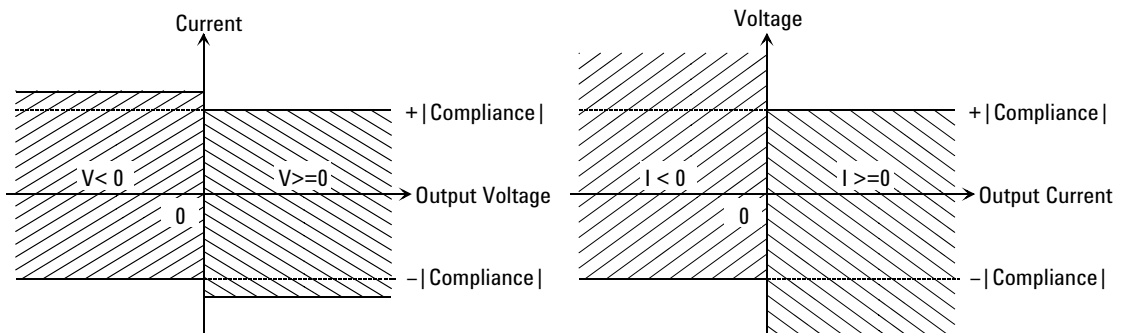 Current
+|Compliance|
V< 0
V>=0
Output Voltage
0
−|Compliance|
Voltage
+|Compliance|
I < 0
I >=0
Output Current
0
−|Compliance|